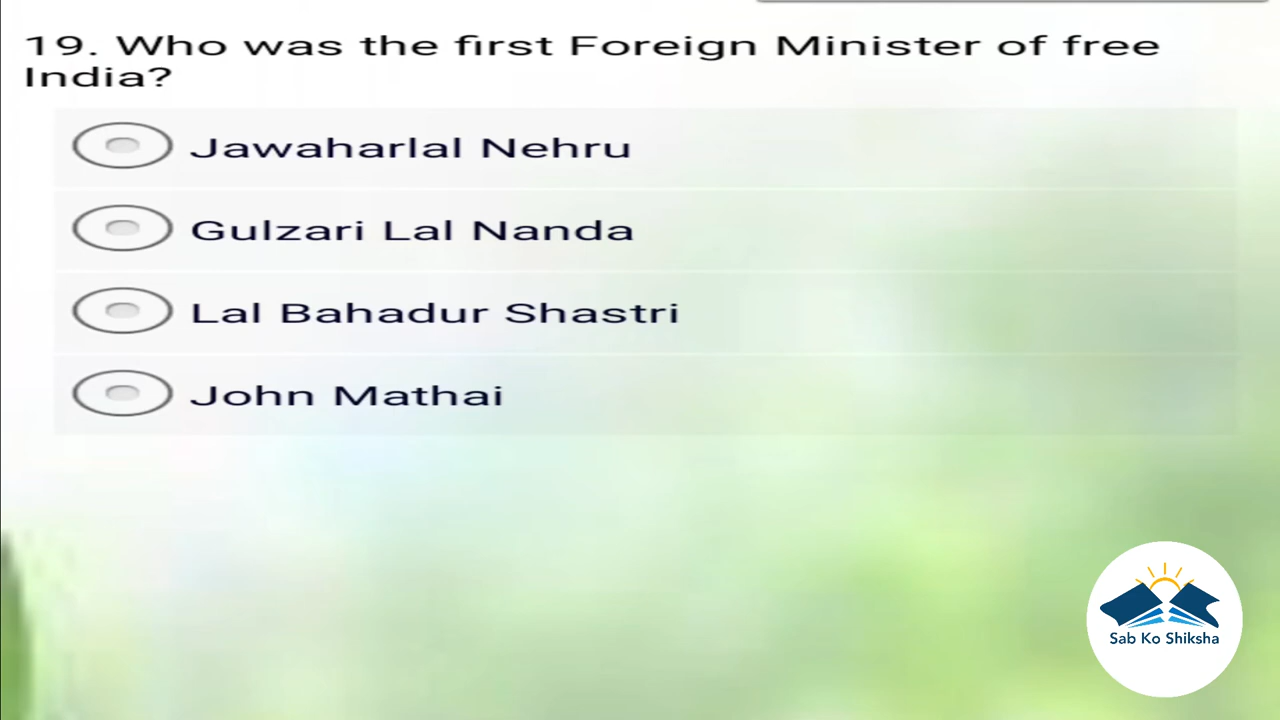 19. Who was the first Foreign Minister of free
India?
Jawaharlal Nehru
Gulzari Lal Nanda
Lal Bahadur Shastri
John Mathai
Sab Ko Shiksha